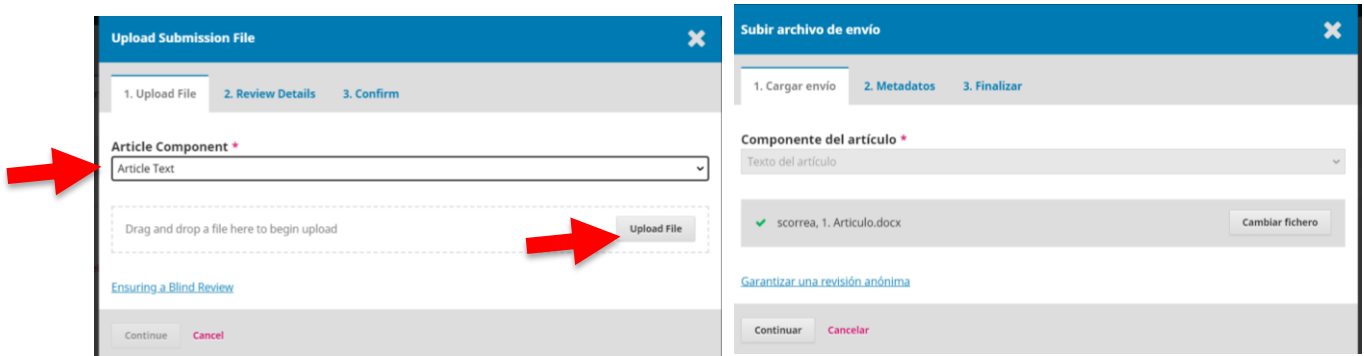 Upload Submission File
1. Upload File 2. Review Details 3. Confirm
Article Component *
Article Text
Drag and drop a file here to begin upload
Upload File
Ensuring a Blind Review
Continue Cancel
Subir archivo de envío
1. Cargar envío 2. Metadatos 3. Finalizar
Componente del artículo *
Texto del artículo
scorrea, 1. Articulo.docx
Cambiar fichero
Garantizar una revisión anónima
Continuar Cancelar